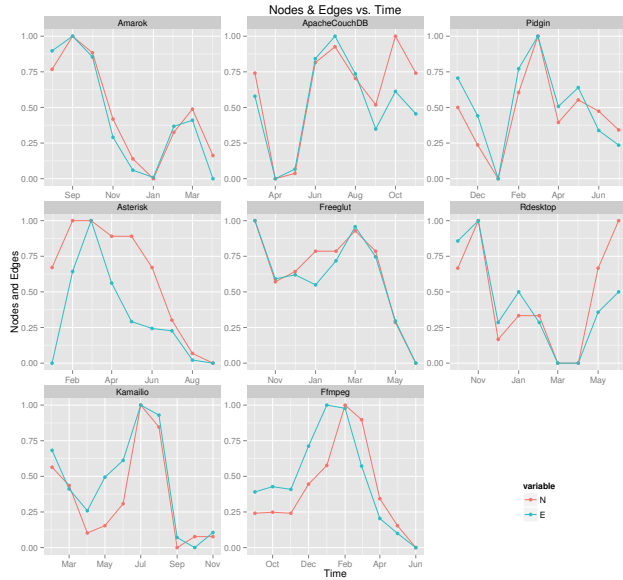 Nodes & Edges vs. Time
Amarok
ApacheCouchDB
Pidgin
1.00
0.75
0.50
0.25
0.00
Sep Nov Jan Mar
1.00
0.75
0.50
0.25
0.00
Apr Jun Aug Oct
1.00
0.75
0.50
0.25
0.00
Dec Feb Apr Jun
Nodes and Edges
Asterisk
Freeglut
Rdesktop
1.00
0.75
0.50
0.25
0.00
Feb Apr Jun Aug
1.00
0.75
0.50
0.25
0.00
Nov Jan Mar May
1.00
0.75
0.50
0.25
0.00
Nov Jan Mar May
Kamailio
Ffmpeg
1.00
0.75
0.50
0.25
0.00
Mar May Jul Sep Nov
1.00
0.75
0.50
0.25
0.00
Oct Dec Feb Apr Jun
variable
N
E
Time